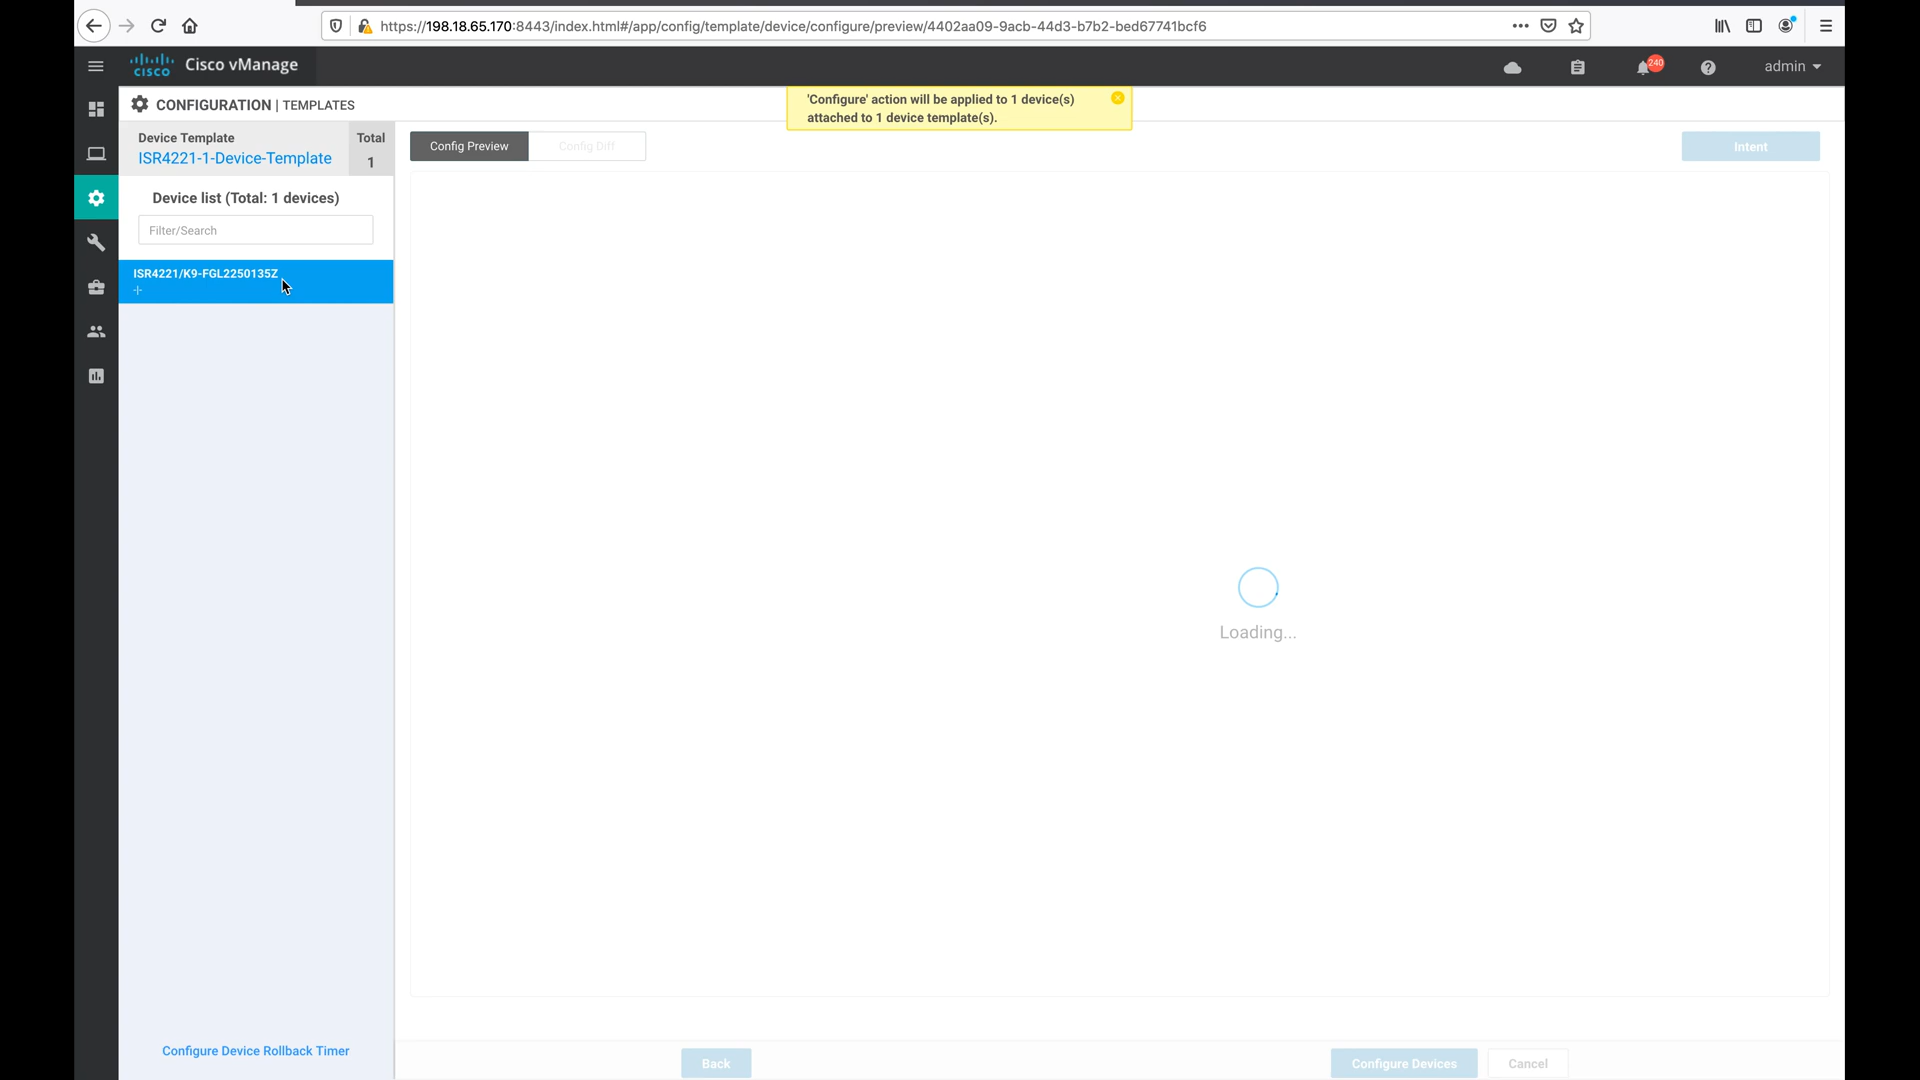 https://198.18.65.170:8443/index.html#/app/config/template/device/configure/preview/4402aa09-9acb-44d3-b7b2-bed67741bcf6
cisco
Cisco vManage
240
admin
CONFIGURATION | TEMPLATES
'Configure' action will be applied to 1 device(s)
attached to 1 device template(s).
Device Template
Total
ISR4221-1-Device-Template
1
Config Preview
Config Diff
Intent
Device list (Total: 1 devices)
Filter/Search
ISR4221/K9-FGL2250135Z
Loading...
Configure Device Rollback Timer
Back
Configure Devices
Cancel